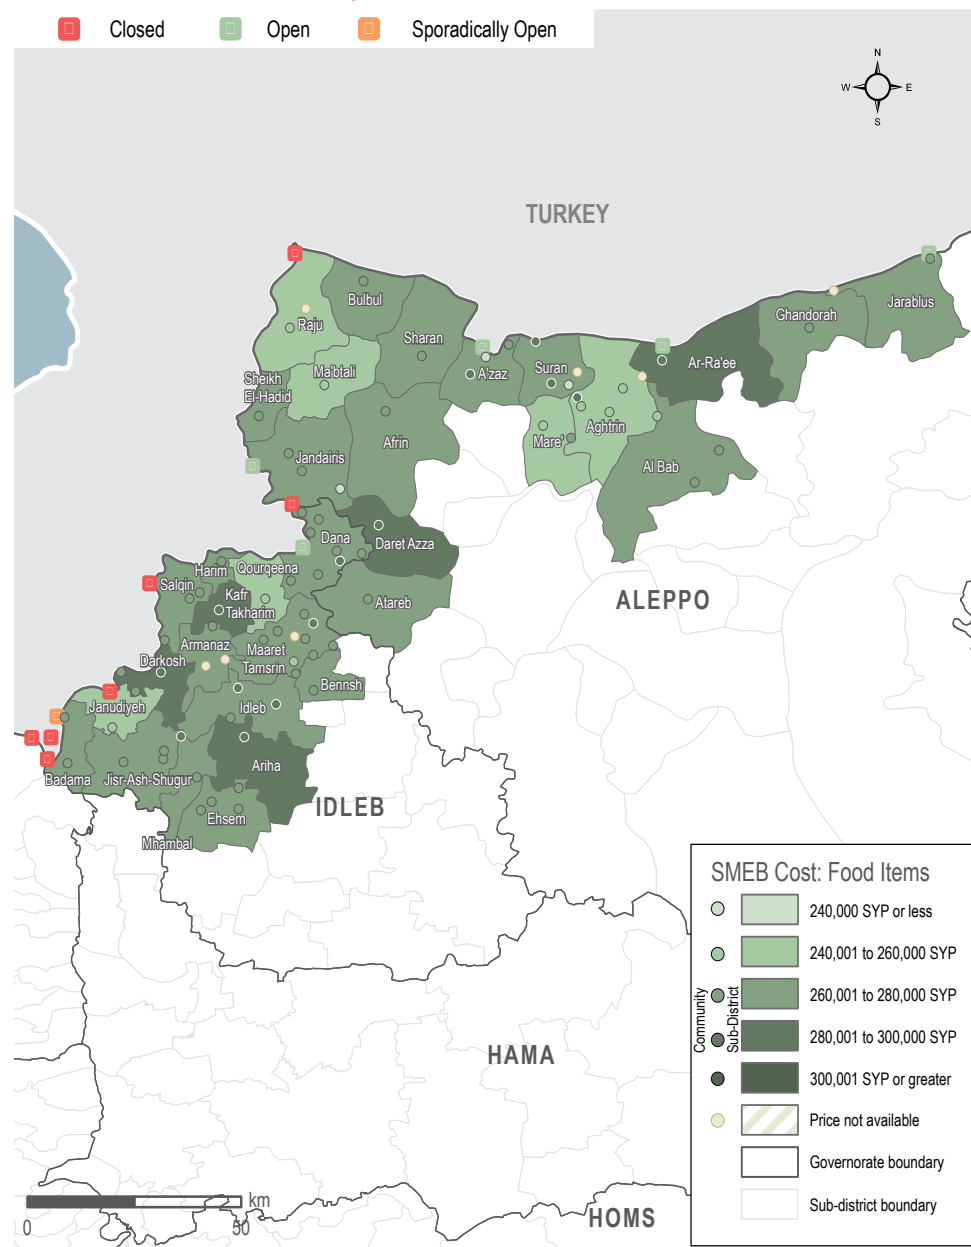 Closed
Open
Sporadically Open
N
W
E
S
TURKEY
Bulbul
Raju
Sharan
Jarablus
Ghandorah
Ar-Ra'ee
Suran
A'zaz
Ma'btali
Sheikh
El-Hadid
Afrin
Aghtrin
Mare'
Jandairis
Al Bab
Dana
Daret Azza
Harim
Qourqeena
Salqin
Kafr
Takharim
Atareb
ALEPPO
Armanaz
Maaret
Tamsrin
Darkosh
Bennsh
Janudiyeh
Idleb
Ariha
Badama
Jisr-Ash-Shugur
IDLEB
Ehsem
Mhambal
HAMA
HOMS
km
0
50
SMEB Cost: Food Items
Community
Sub-District
240,000 SYP or less
240,001 to 260,000 SYP
260,001 to 280,000 SYP
280,001 to 300,000 SYP
300,001 SYP or greater
Price not available
Governorate boundary
Sub-district boundary